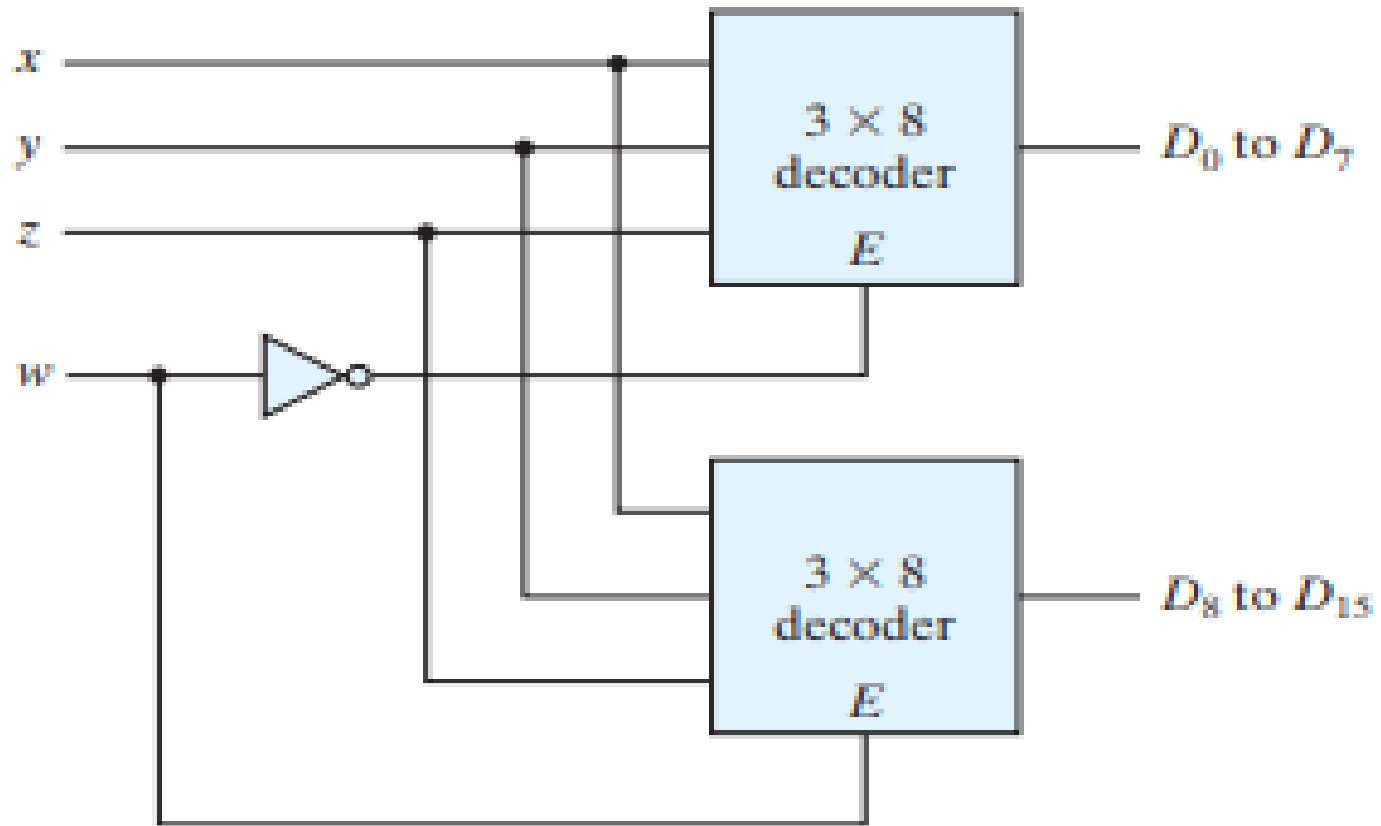 x
3 × 8
decoder
D₀ to D₇
y
z
E
w
3 × 8
decoder
D₈ to D₁₅
E